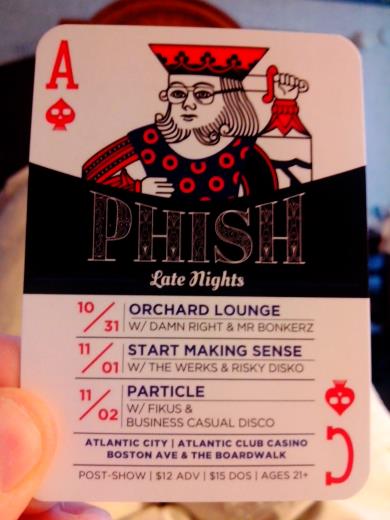 A
PHISH
Late Nights
10/31 ORCHARD LOUNGE
W/ DAMN RIGHT & MR BONKERZ
11/01 START MAKING SENSE
W/ THE WERKS & RISKY DISKO
11/02 PARTICLE
W/ FIKUS &
BUSINESS CASUAL DISCO
ATLANTIC CITY | ATLANTIC CLUB CASINO
BOSTON AVE & THE BOARDWALK
POST-SHOW | $12 ADV | $15 DOS | AGES 21+
C